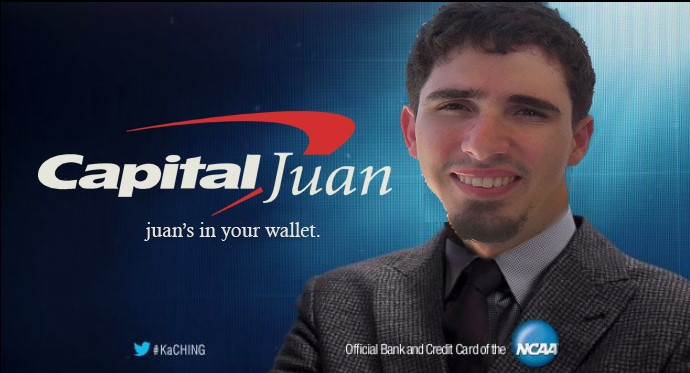 Capital Juan
juan's in your wallet.
#KaCHING
Official Bank and Credit Card of the NCAA